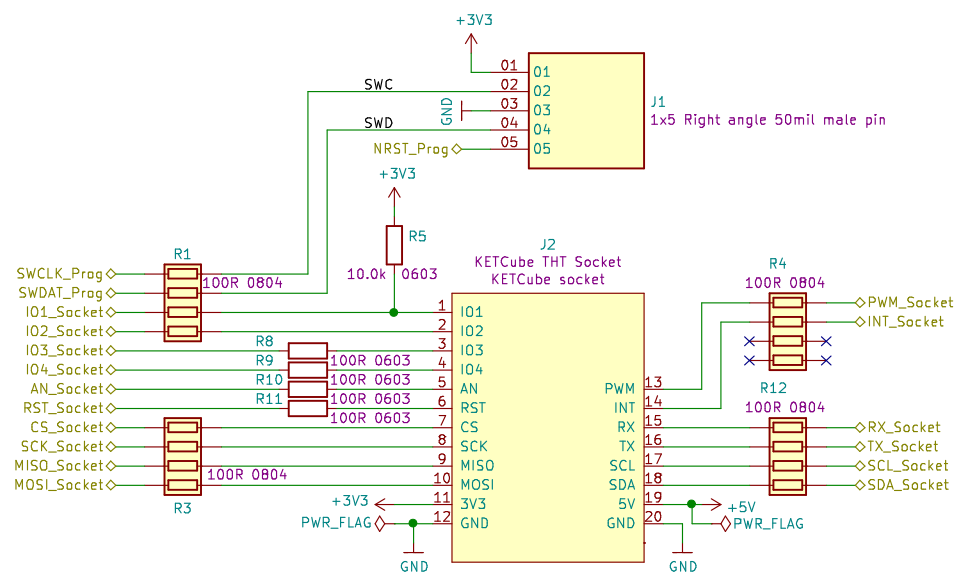 +3V3
01 01
SWC 02 02
GND 03 03
SWD 04 04
NRST_Prog 05 05
J1
1x5 Right angle 50mil male pin
+3V3
R5
10.0k 0603
R1
SWCLK_Prog 100R 0804
SWDAT_Prog
IO1_Socket
IO2_Socket
IO3_Socket R8 100R 0603
IO4_Socket R9 100R 0603
AN_Socket R10 100R 0603
RST_Socket R11 100R 0603
CS_Socket
SCK_Socket
MISO_Socket
MOSI_Socket
100R 0804
R3
J2
KETCube THT Socket
KETCube socket
1 IO1
2 IO2
3 IO3
4 IO4
5 AN
6 RST
7 CS
8 SCK
9 MISO
10 MOSI
+3V3 11 3V3
PWR_FLAG 12 GND
GND
PWM 13
INT 14
RX 15
TX 16
SCL 17
SDA 18
5V 19 +5V
GND 20 PWR_FLAG
GND
R4
100R 0804
PWM_Socket
INT_Socket
R12
100R 0804
RX_Socket
TX_Socket
SCL_Socket
SDA_Socket